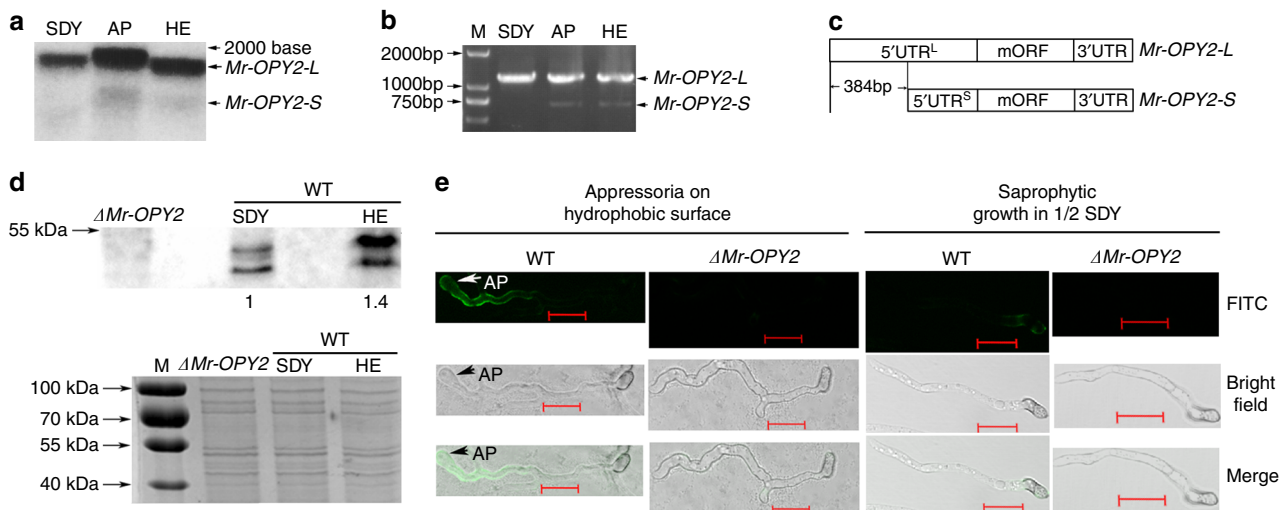 a
SDY AP HE
2000 base
Mr-OPY2-L
Mr-OPY2-S
b
M SDY AP HE
2000bp
1000bp
750bp
Mr-OPY2-L
Mr-OPY2-S
c
5′UTRᴸ mORF 3′UTR Mr-OPY2-L
384bp
5′UTRˢ mORF 3′UTR Mr-OPY2-S
d
WT
ΔMr-OPY2 SDY HE
55 kDa
1 1.4
WT
M ΔMr-OPY2 SDY HE
100 kDa
70 kDa
55 kDa
40 kDa
e
Appressoria on
hydrophobic surface
Saprophytic
growth in 1/2 SDY
WT ΔMr-OPY2 WT ΔMr-OPY2
AP
FITC
AP
Bright
field
AP
Merge